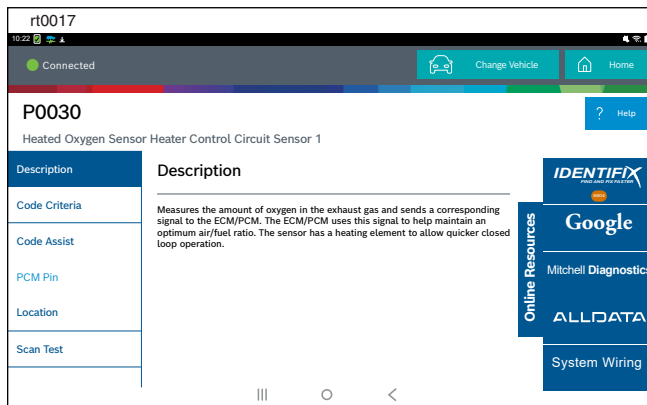 rt0017
10:22
Connected
Change Vehicle
Home
P0030
? Help
Heated Oxygen Sensor Heater Control Circuit Sensor 1
Description
Code Criteria
Code Assist
PCM Pin
Location
Scan Test
Description
Measures the amount of oxygen in the exhaust gas and sends a corresponding
signal to the ECM/PCM. The ECM/PCM uses this signal to help maintain an
optimum air/fuel ratio. The sensor has a heating element to allow quicker closed
loop operation.
Online Resources
IDENTIFIX
FIND AND FIX FASTER
Google
Mitchell Diagnostics
ALLDATA
System Wiring